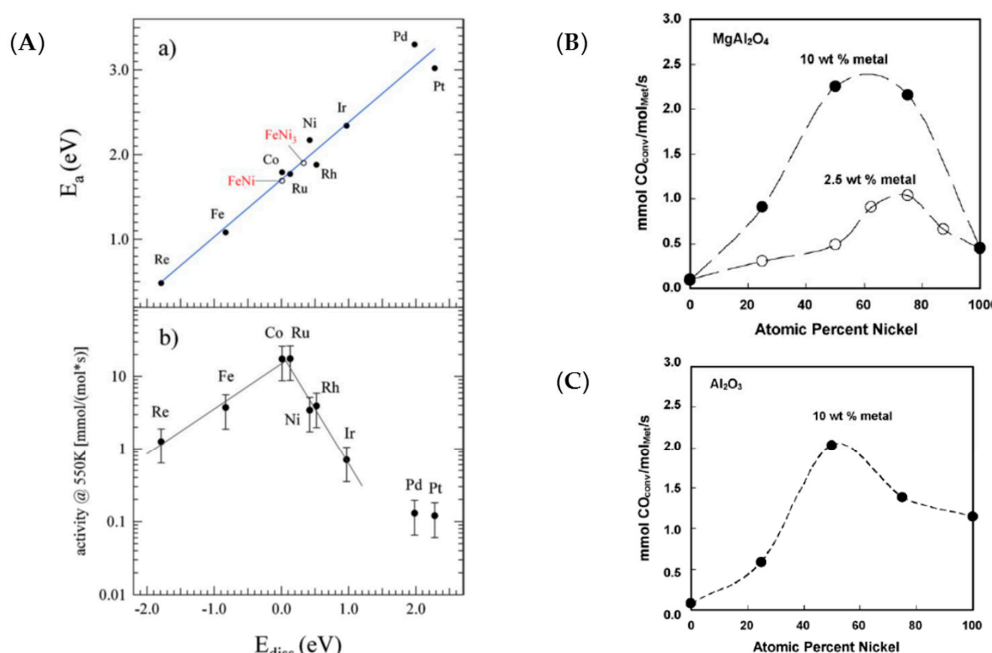 (A)
a)
Pd
Pt
3.0
Ir
Ni
FeNi3
2.0
Co
Rh
FeNi
Ru
Fe
1.0
Re
Ea (eV)
b)
Co Ru
10
Fe
Rh
Re
Ni
1
Ir
Pd Pt
0.1
0.01
activity @ 550K [mmol/(mol*s)]
-2.0 -1.0 0.0 1.0 2.0
Ediss (eV)
(B)
MgAl2O4
10 wt % metal
2.5 wt % metal
3.0
2.5
2.0
1.5
1.0
0.5
0.0
mmol COconv/molMet/s
0 20 40 60 80 1000
Atomic Percent Nickel
(C)
Al2O3
10 wt % metal
3.0
2.5
2.0
1.5
1.0
0.5
0.0
mmol COconv/molMet/s
0 20 40 60 80 100
Atomic Percent Nickel